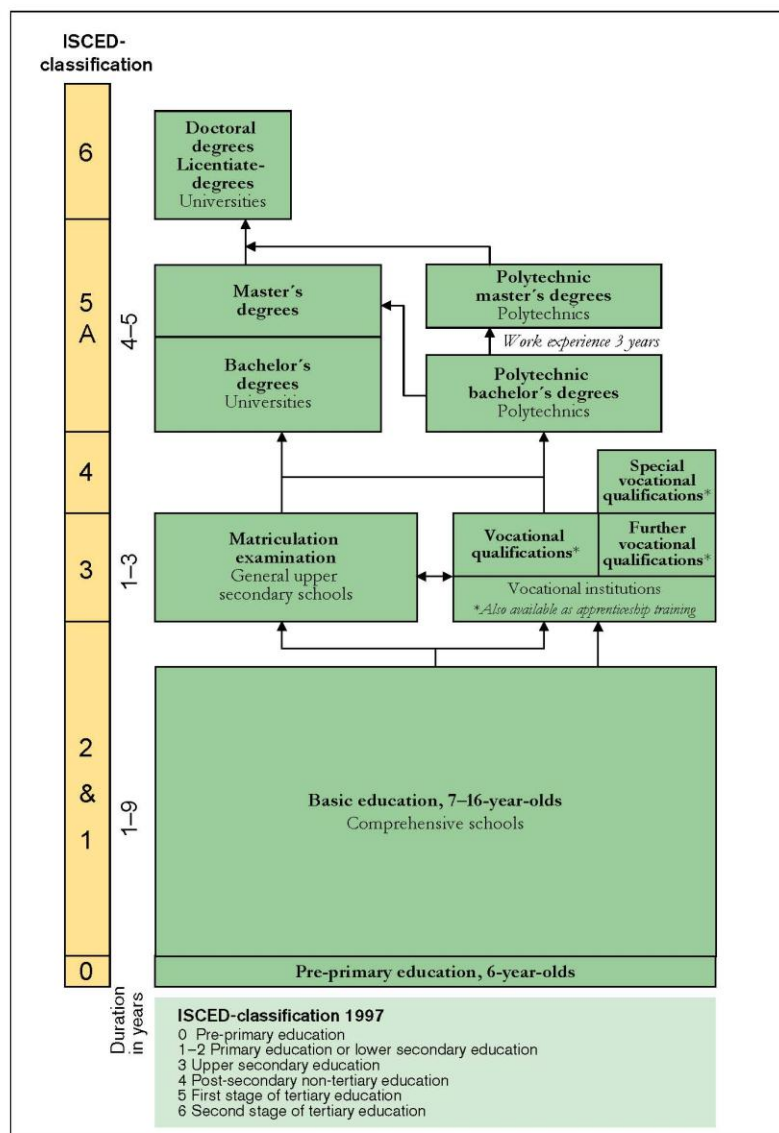 ISCED-
classification
6
Doctoral
degrees
Licentiate-
degrees
Universities
5
A
4–5
Master´s
degrees
Polytechnic
master´s degrees
Polytechnics
Work experience 3 years
Bachelor´s
degrees
Universities
Polytechnic
bachelor´s degrees
Polytechnics
4
Special
vocational
qualifications*
3
1–3
Matriculation
examination
General upper
secondary schools
Vocational
qualifications*
Further
vocational
qualifications*
Vocational institutions
*Also available as apprenticeship training
2
&
1
1–9
Basic education, 7–16-year-olds
Comprehensive schools
0
Pre-primary education, 6-year-olds
Duration
in years
ISCED-classification 1997
0 Pre-primary education
1–2 Primary education or lower secondary education
3 Upper secondary education
4 Post-secondary non-tertiary education
5 First stage of tertiary education
6 Second stage of tertiary education